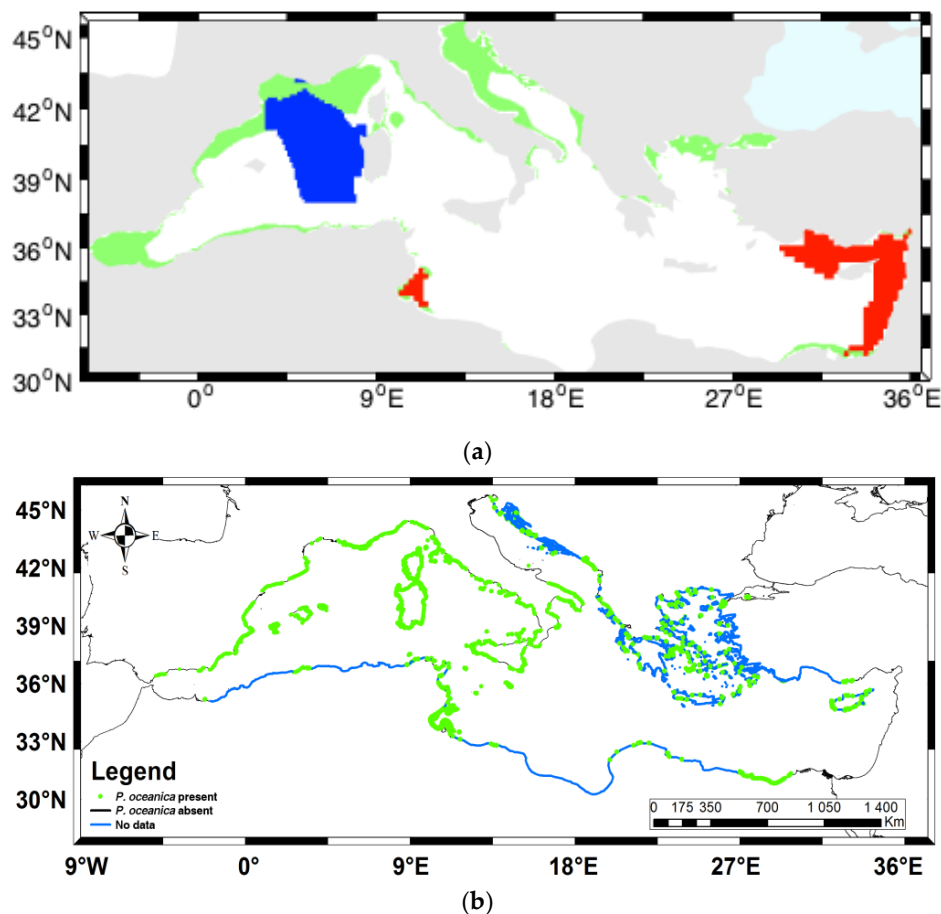 45°N
42°N
39°N
36°N
33°N
30°N
0° 9°E 18°E 27°E 36°E
(a)
45°N
42°N
39°N
36°N
33°N
30°N
N
W E
S
Legend
P. oceanica present
P. oceanica absent
No data
0 175 350 700 1 050 1 400
Km
9°W 0° 9°E 18°E 27°E 36°E
(b)